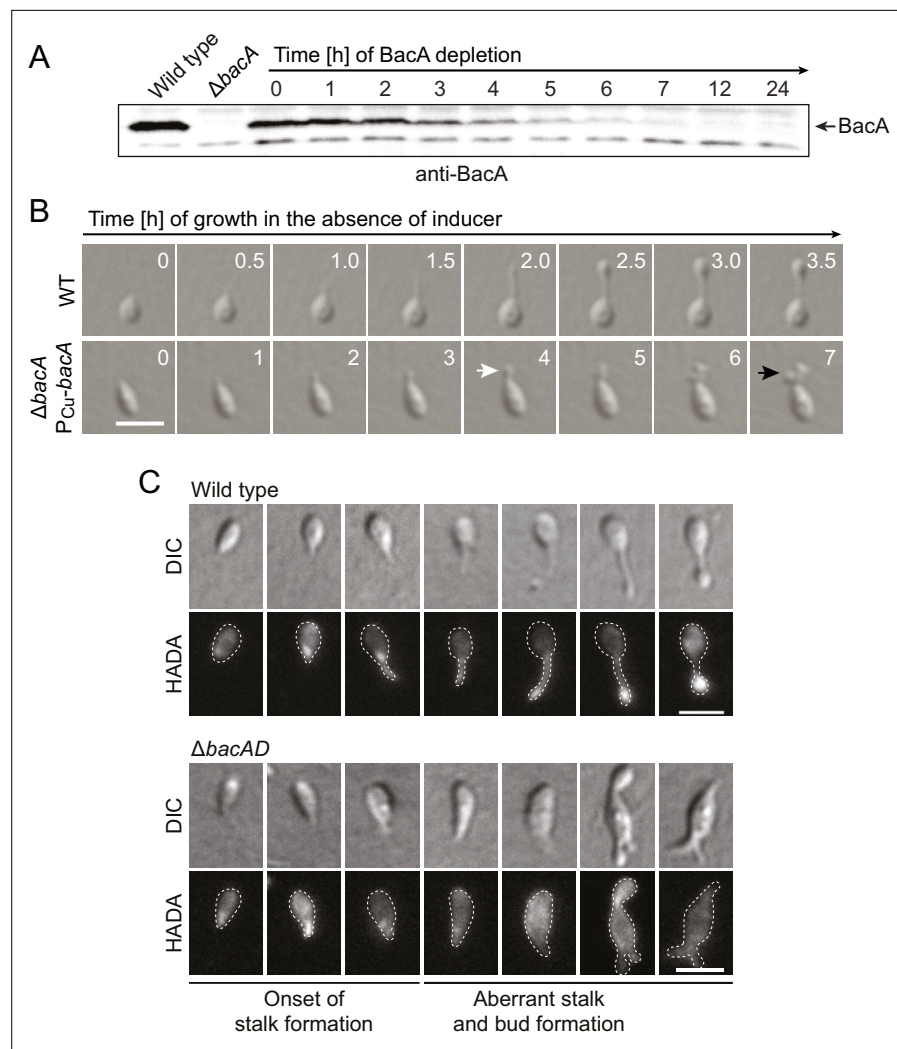 A
Wild type
ΔbacA
Time [h] of BacA depletion
0 1 2 3 4 5 6 7 12 24
BacA
anti-BacA
B
Time [h] of growth in the absence of inducer
WT
0 0.5 1.0 1.5 2.0 2.5 3.0 3.5
ΔbacA
PCu-bacA
0 1 2 3 4 5 6 7
C
Wild type
DIC
HADA
ΔbacAD
DIC
HADA
Onset of
stalk formation
Aberrant stalk
and bud formation